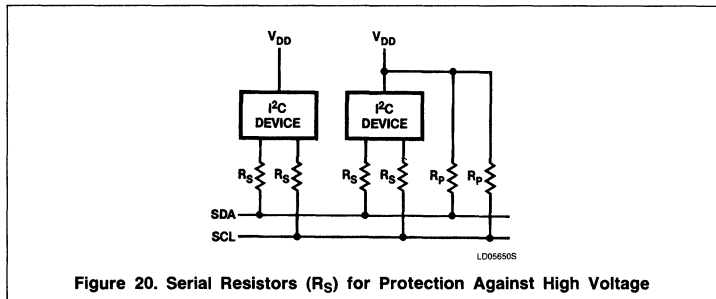 VDD VDD
I²C DEVICE I²C DEVICE
RS RS RS RS RP RP
SDA
SCL
LD05650S
Figure 20. Serial Resistors (RS) for Protection Against High Voltage